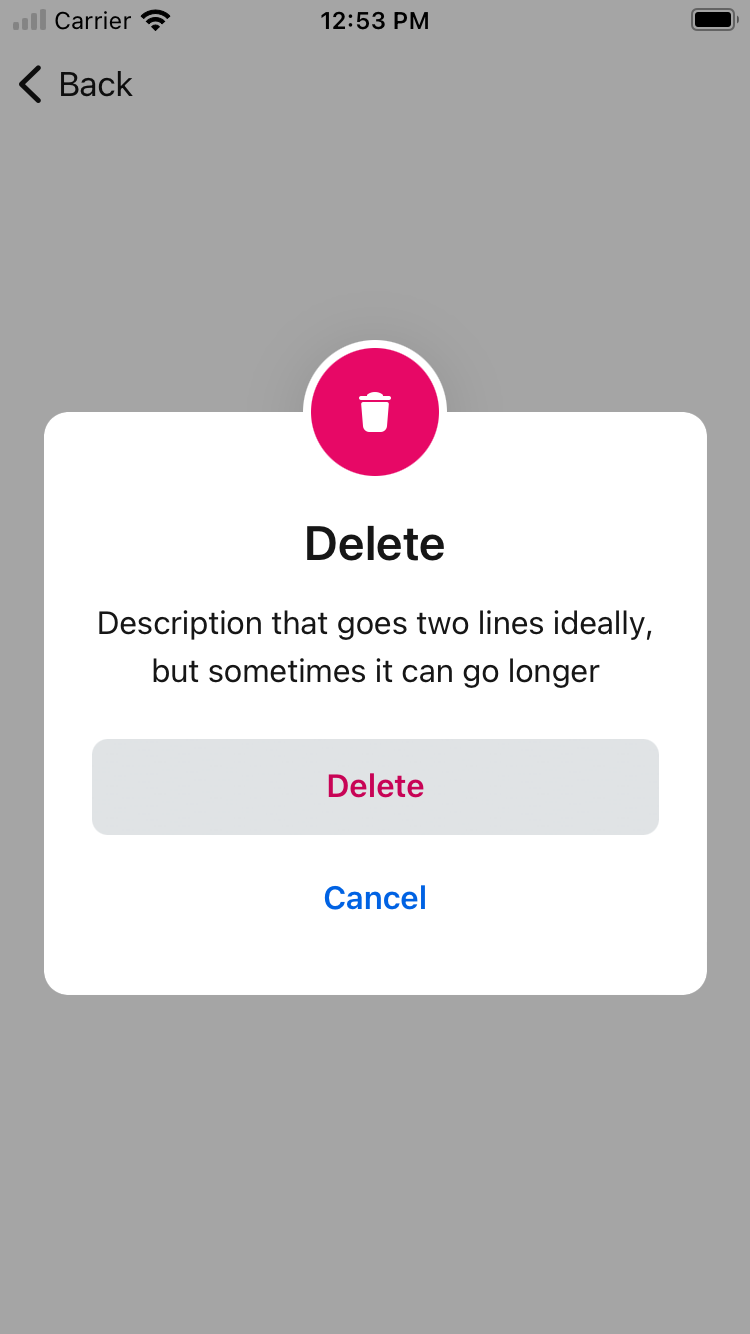 Carrier 12:53 PM
Back
Delete
Description that goes two lines ideally,
but sometimes it can go longer
Delete
Cancel